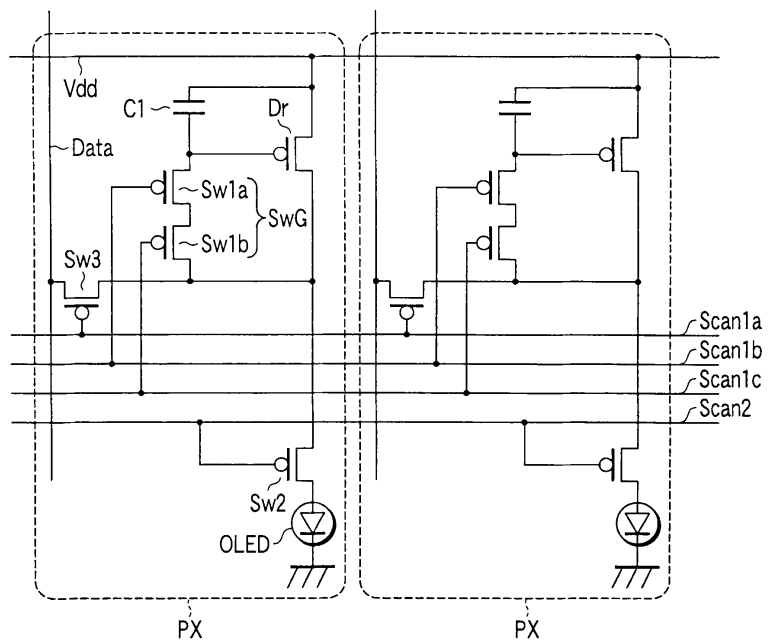 Vdd
C1
Dr
Data
Sw1a
SwG
Sw1b
Sw3
Scan1a
Scan1b
Scan1c
Scan2
Sw2
OLED
PX
PX